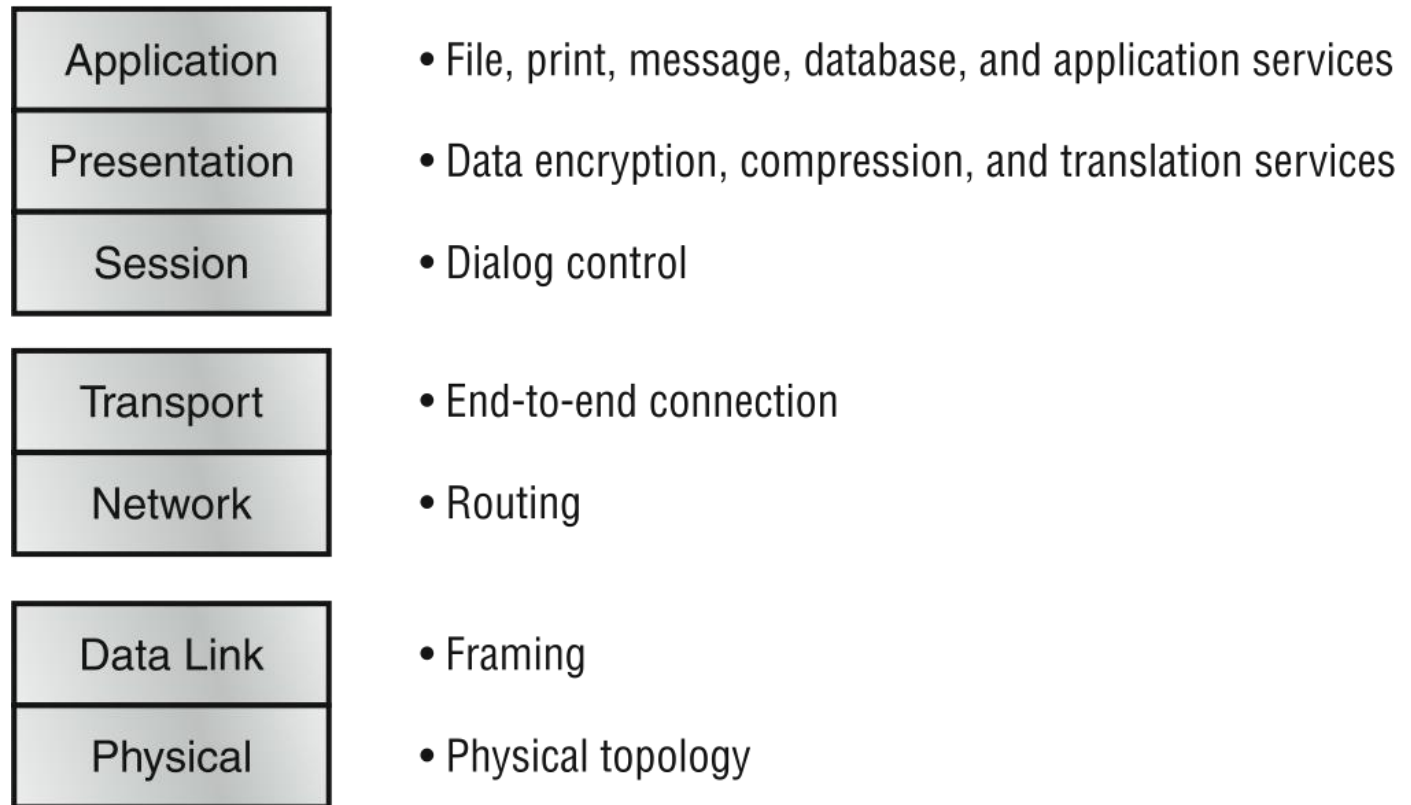 Application • File, print, message, database, and application services
Presentation • Data encryption, compression, and translation services
Session • Dialog control
Transport • End-to-end connection
Network • Routing
Data Link • Framing
Physical • Physical topology